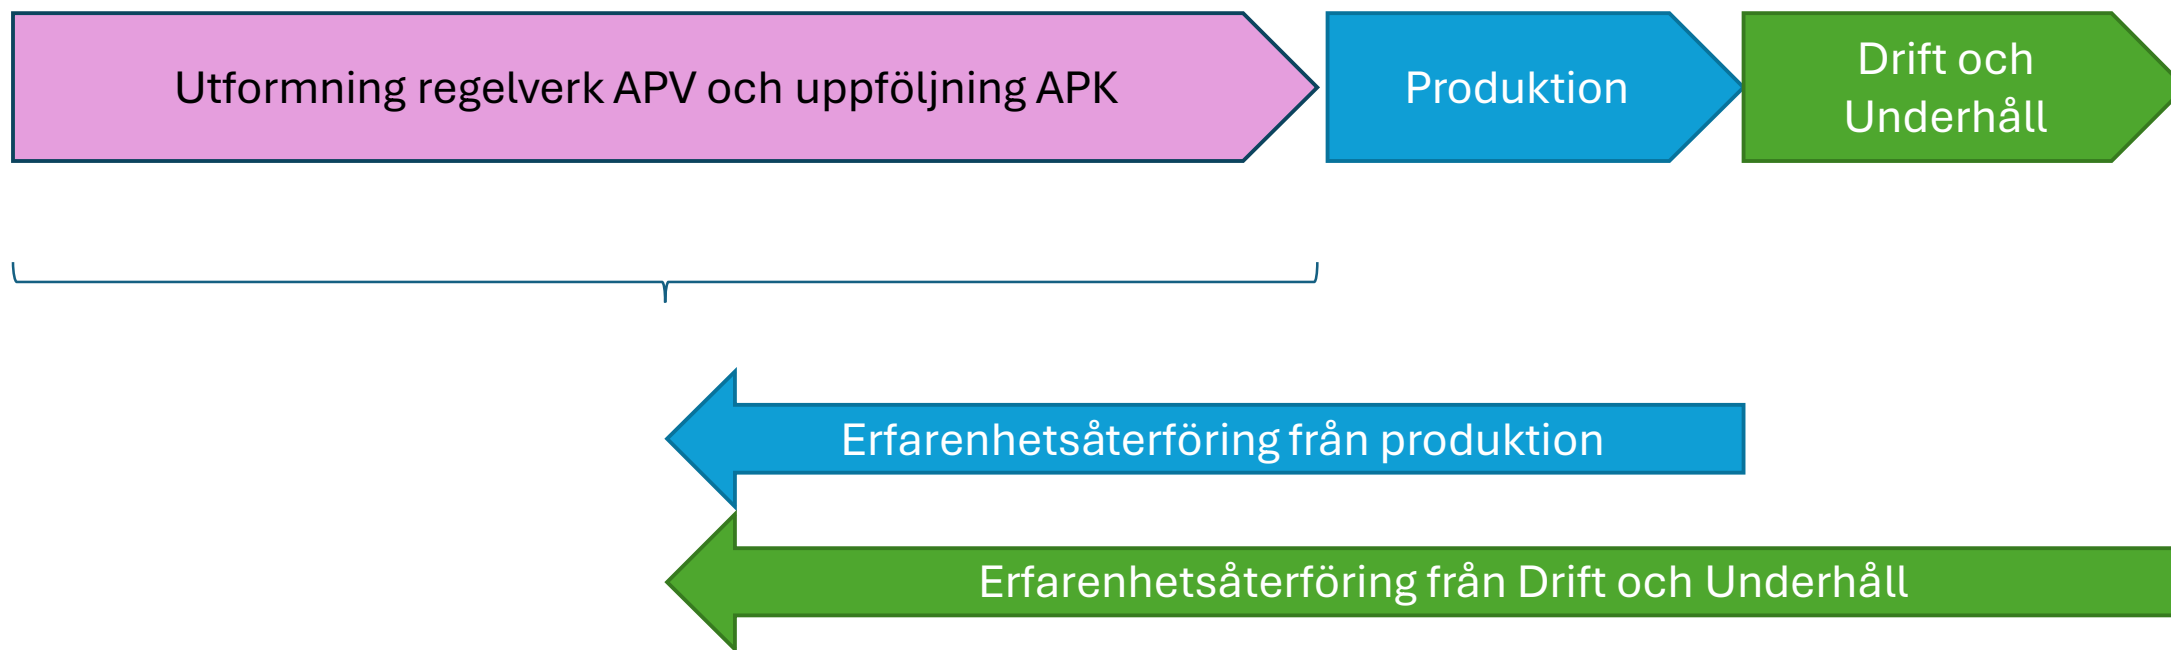 Utformning regelverk APV och uppföljning APK
Produktion
Drift och
Underhåll
Erfarenhetsåterföring från produktion
Erfarenhetsåterföring från Drift och Underhåll